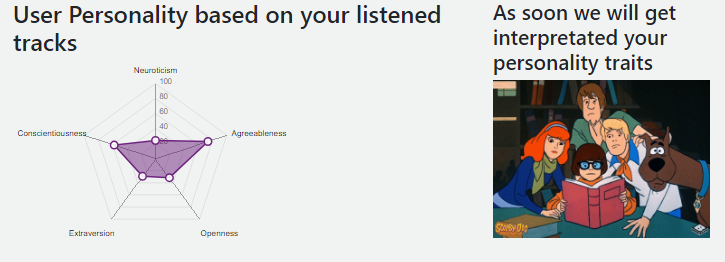 User Personality based on your listened
tracks
Neuroticism
100
80
60
40
Conscientiousness
Agreeableness
Extraversion
Openness
As soon we will get
interpretated your
personality traits
SCOOBY-DOO